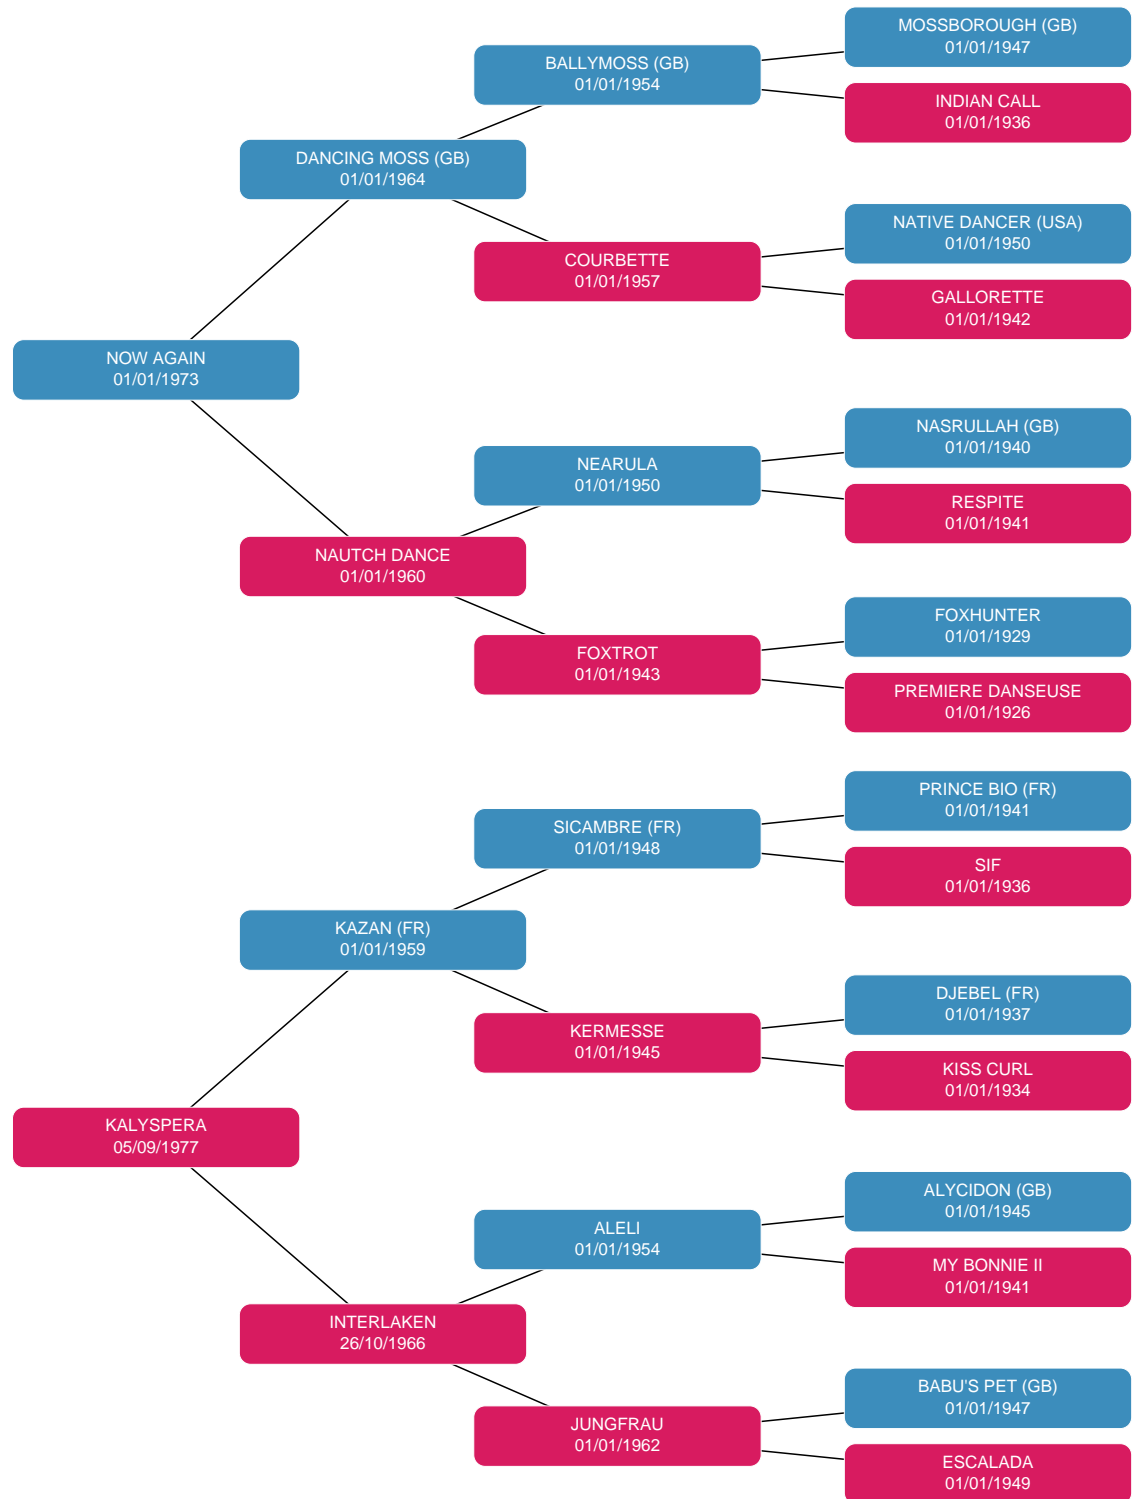 MOSSBOROUGH (GB)
01/01/1947
BALLYMOSS (GB)
01/01/1954
INDIAN CALL
01/01/1936
DANCING MOSS (GB)
01/01/1964
NATIVE DANCER (USA)
01/01/1950
COURBETTE
01/01/1957
GALLORETTE
01/01/1942
NOW AGAIN
01/01/1973
NASRULLAH (GB)
01/01/1940
NEARULA
01/01/1950
RESPITE
01/01/1941
NAUTCH DANCE
01/01/1960
FOXHUNTER
01/01/1929
FOXTROT
01/01/1943
PREMIERE DANSEUSE
01/01/1926
PRINCE BIO (FR)
01/01/1941
SICAMBRE (FR)
01/01/1948
SIF
01/01/1936
KAZAN (FR)
01/01/1959
DJEBEL (FR)
01/01/1937
KERMESSE
01/01/1945
KISS CURL
01/01/1934
KALYSPERA
05/09/1977
ALYCIDON (GB)
01/01/1945
ALELI
01/01/1954
MY BONNIE II
01/01/1941
INTERLAKEN
26/10/1966
BABU'S PET (GB)
01/01/1947
JUNGFRAU
01/01/1962
ESCALADA
01/01/1949